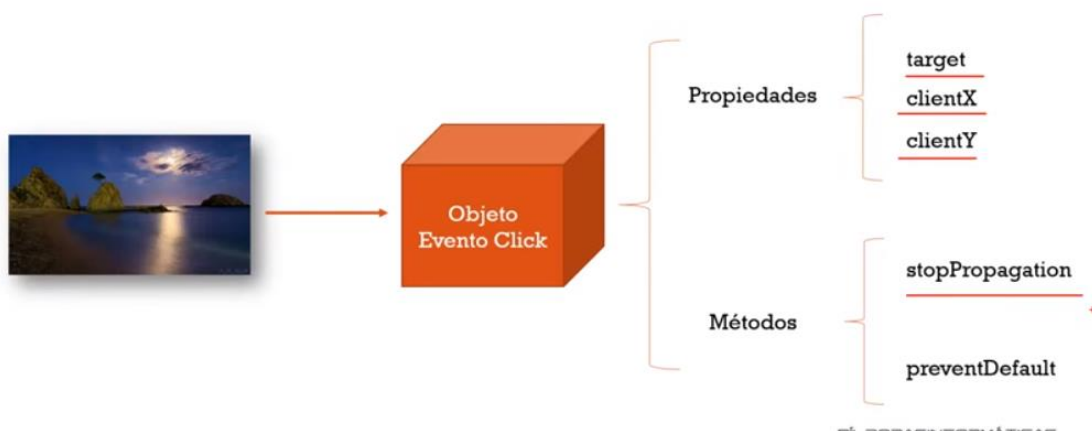 Objeto
Evento Click
Propiedades
target
clientX
clientY
Métodos
stopPropagation
preventDefault